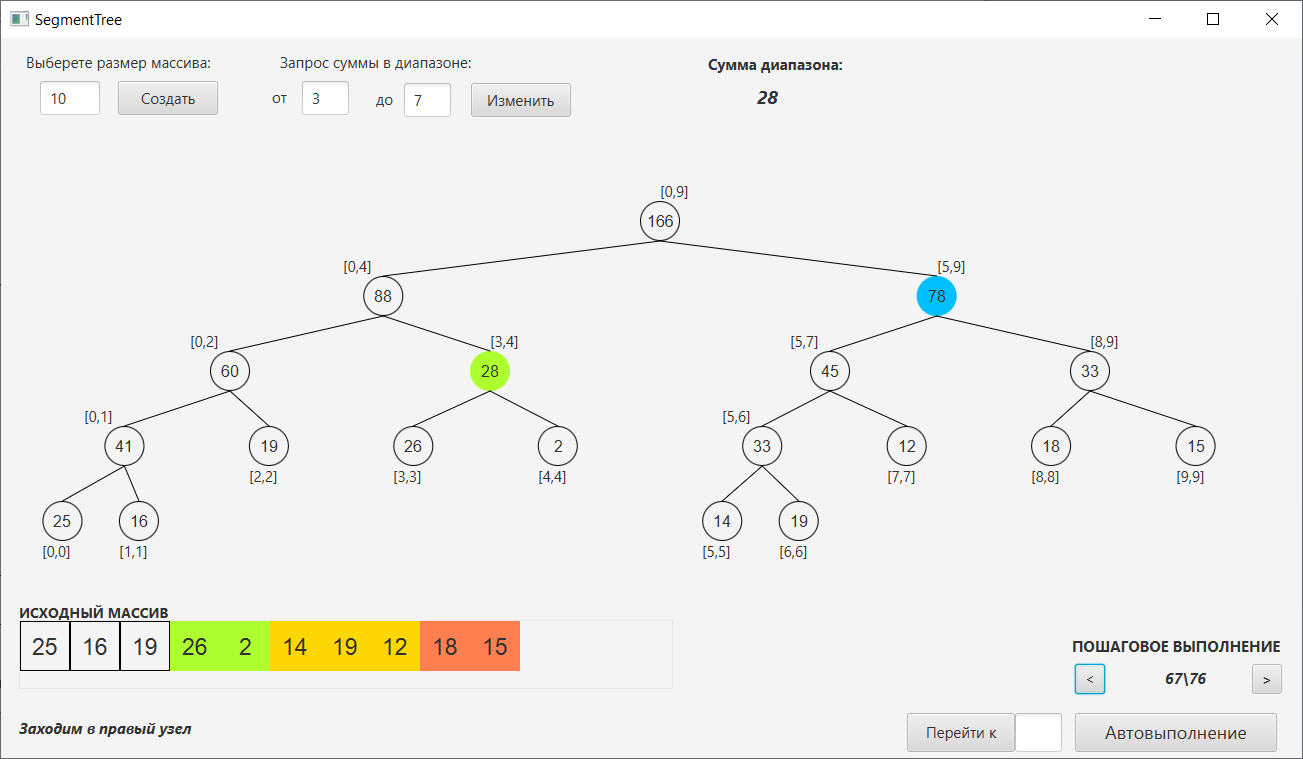 SegmentTree
Выберете размер массива: Запрос суммы в диапазоне: Сумма диапазона:
10 Создать от 3 до 7 Изменить 28
[0,9]
166
[0,4] [5,9]
88 78
[0,2] [3,4] [5,7] [8,9]
60 28 45 33
[0,1] [5,6]
41 19 26 2 33 12 18 15
[2,2] [3,3] [4,4] [7,7] [8,8] [9,9]
25 16 14 19
[0,0] [1,1] [5,5] [6,6]
ИСХОДНЫЙ МАССИВ
25 16 19 26 2 14 19 12 18 15
ПОШАГОВОЕ ВЫПОЛНЕНИЕ
< 67\76 >
Заходим в правый узел
Перейти к Автовыполнение